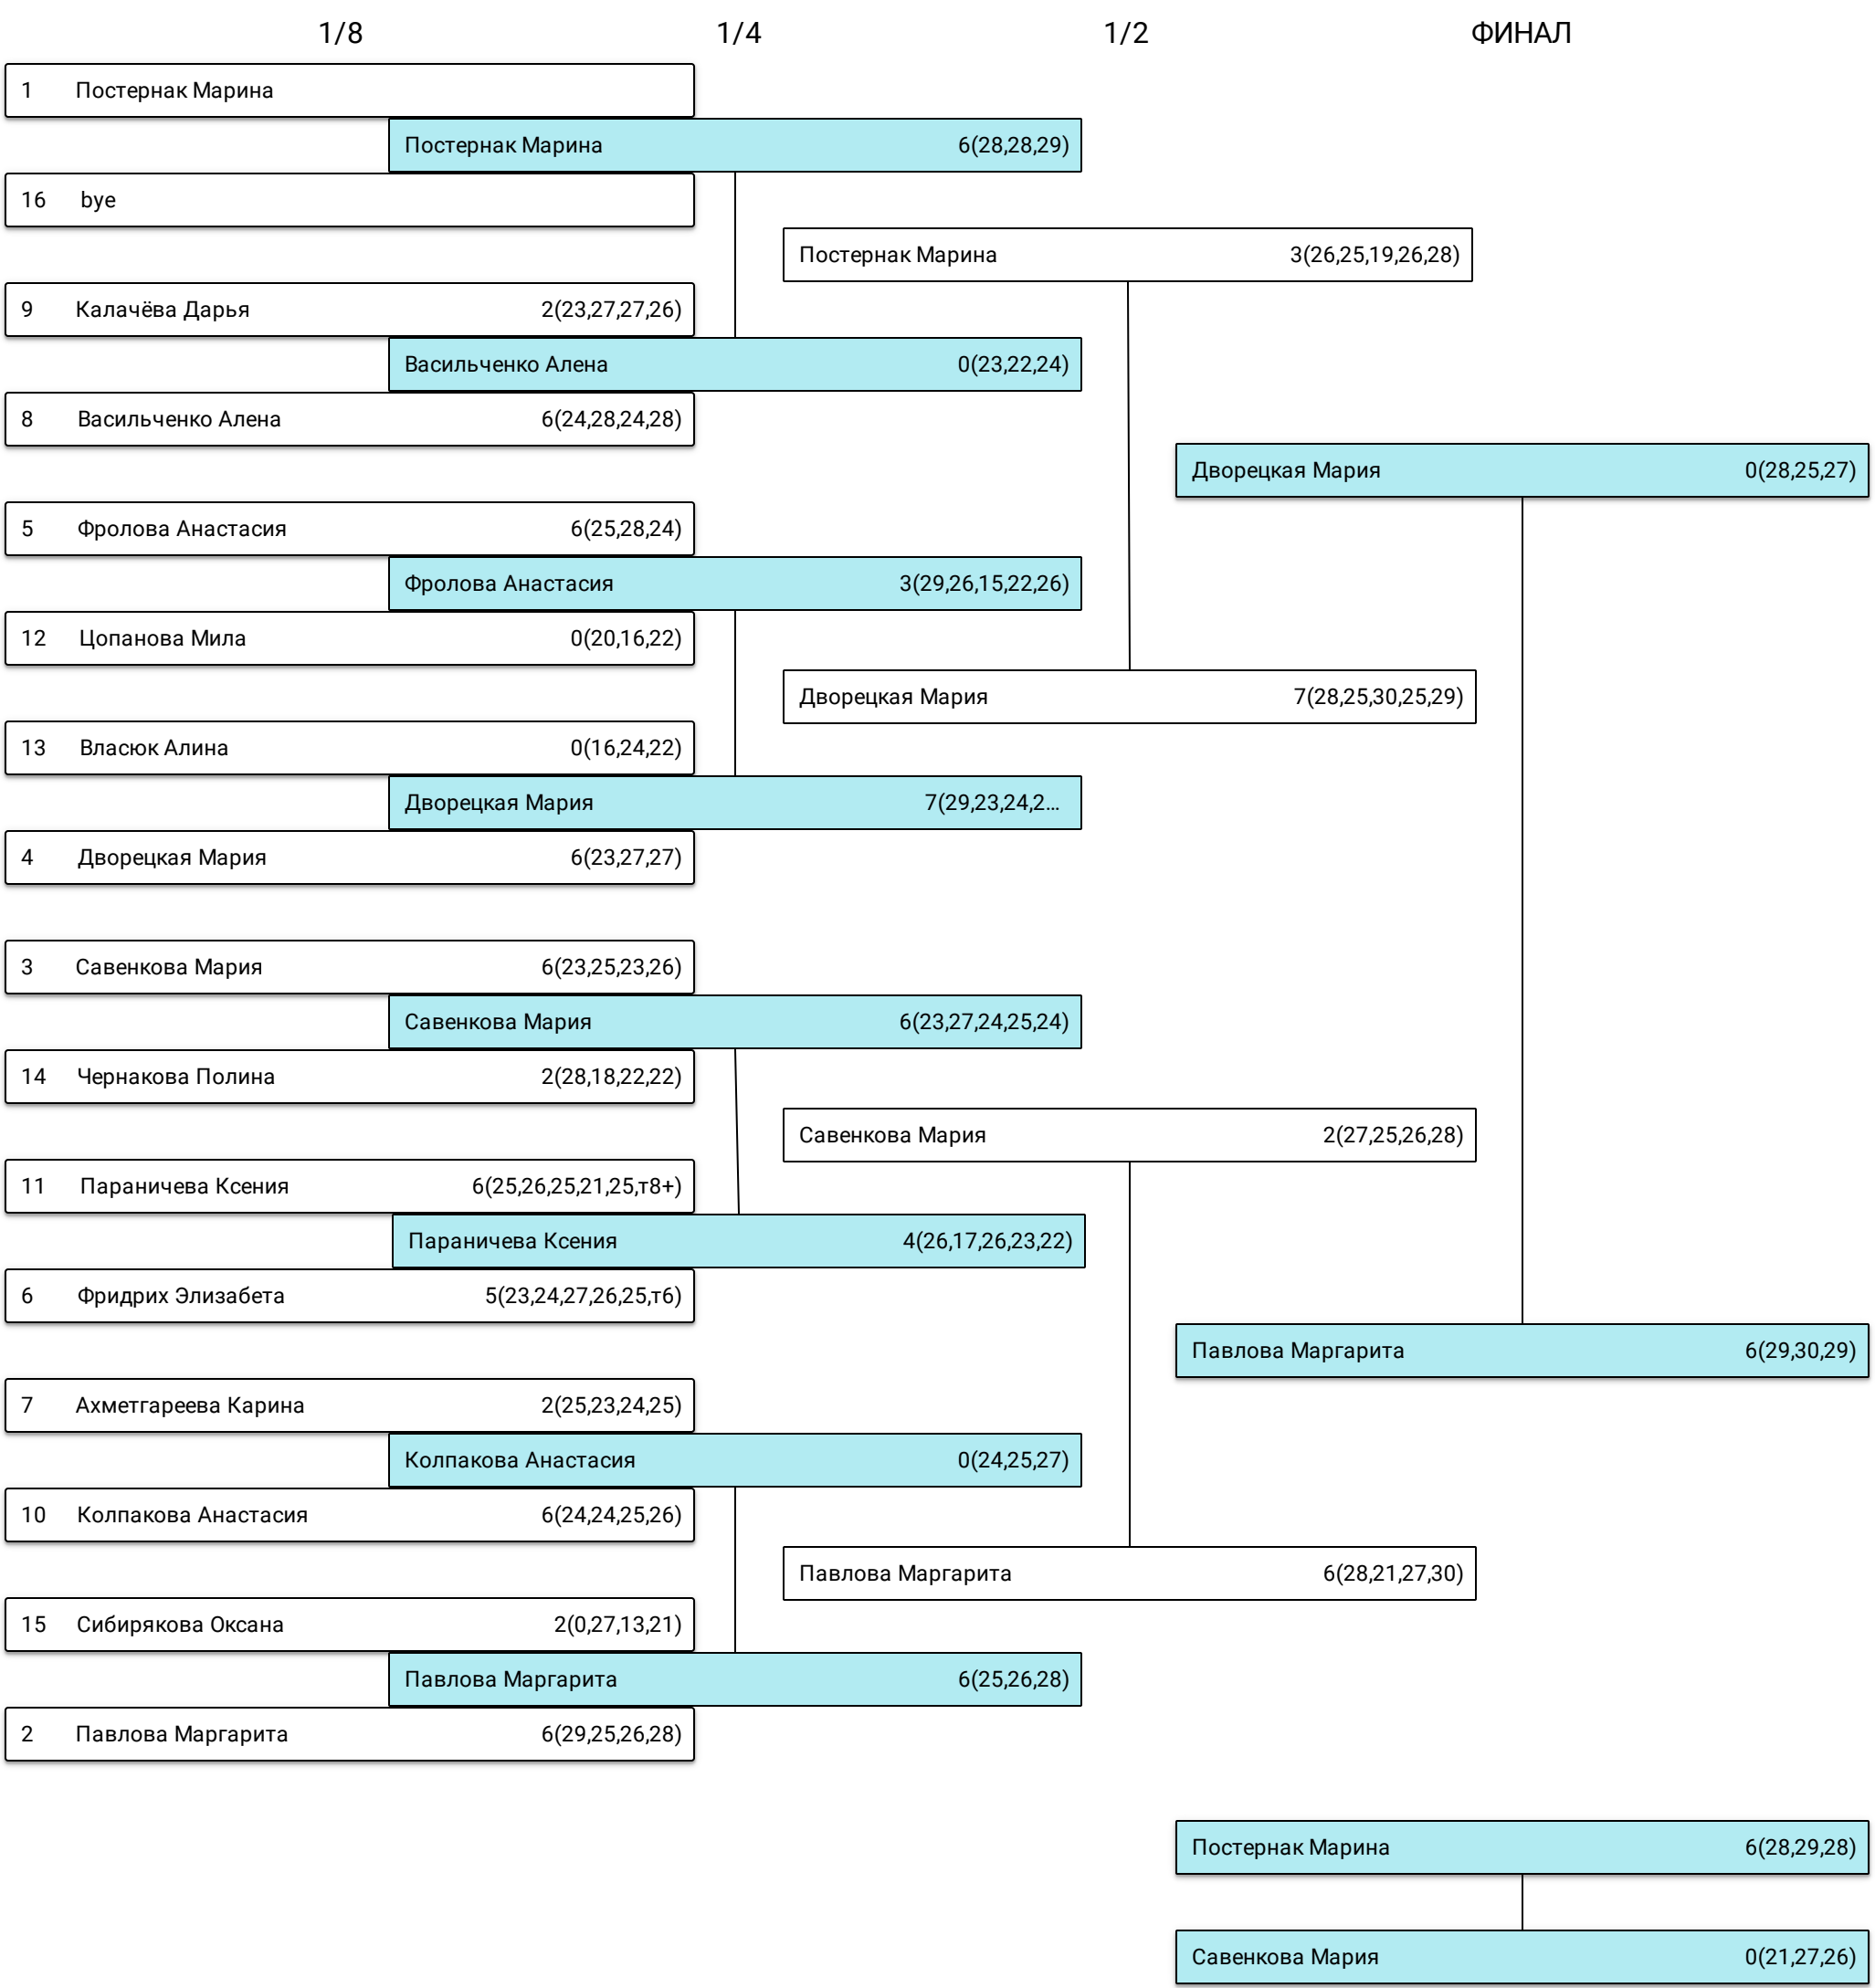 1/8 1/4 1/2 ФИНАЛ
1 Постернак Марина
Постернак Марина 6(28,28,29)
16 bye
Постернак Марина 3(26,25,19,26,28)
9 Калачёва Дарья 2(23,27,27,26)
Васильченко Алена 0(23,22,24)
8 Васильченко Алена 6(24,28,24,28)
Дворецкая Мария 0(28,25,27)
5 Фролова Анастасия 6(25,28,24)
Фролова Анастасия 3(29,26,15,22,26)
12 Цопанова Мила 0(20,16,22)
Дворецкая Мария 7(28,25,30,25,29)
13 Власюк Алина 0(16,24,22)
Дворецкая Мария 7(29,23,24,2...
4 Дворецкая Мария 6(23,27,27)
3 Савенкова Мария 6(23,25,23,26)
Савенкова Мария 6(23,27,24,25,24)
14 Чернакова Полина 2(28,18,22,22)
Савенкова Мария 2(27,25,26,28)
11 Параничева Ксения 6(25,26,25,21,25,т8+)
Параничева Ксения 4(26,17,26,23,22)
6 Фридрих Элизабета 5(23,24,27,26,25,т6)
Павлова Маргарита 6(29,30,29)
7 Ахметгареева Карина 2(25,23,24,25)
Колпакова Анастасия 0(24,25,27)
10 Колпакова Анастасия 6(24,24,25,26)
Павлова Маргарита 6(28,21,27,30)
15 Сибирякова Оксана 2(0,27,13,21)
Павлова Маргарита 6(25,26,28)
2 Павлова Маргарита 6(29,25,26,28)
Постернак Марина 6(28,29,28)
Савенкова Мария 0(21,27,26)